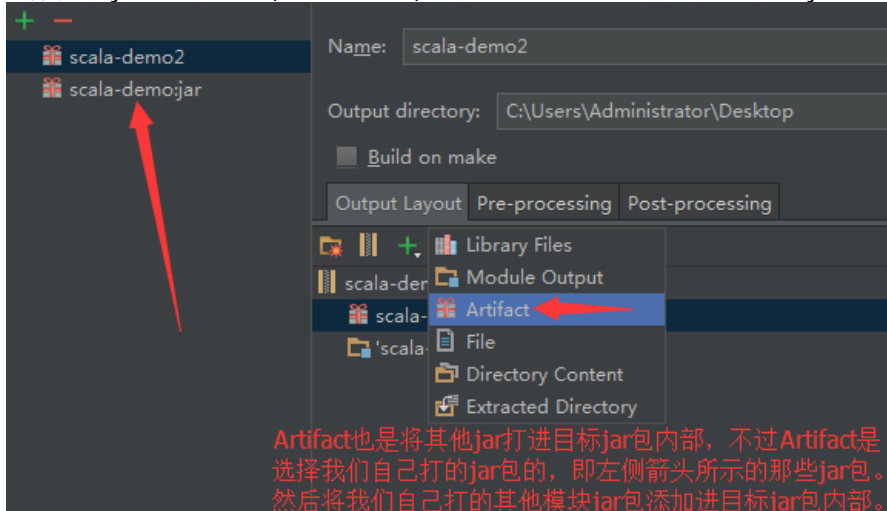 scala-demo2
scala-demo:jar
Name: scala-demo2
Output directory: C:\Users\Administrator\Desktop
Build on make
Output Layout Pre-processing Post-processing
Library Files
scala-der Module Output
scala- Artifact
'scala- File
Directory Content
Extracted Directory
Artifact也是将其他jar打进目标jar包内部，不过Artifact是
选择我们自己打的jar包的，即左侧箭头所示的那些jar包。
然后将我们自己打的其他模块jar包添加进目标jar包内部。